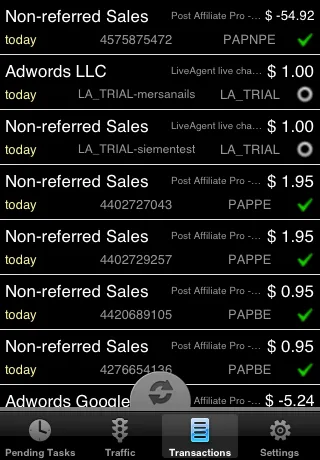 Non-referred Sales Post Affiliate Pro -... $ -54.92
today 4575875472 PAPNPE
Adwords LLC LiveAgent live cha... $ 1.00
today LA_TRIAL-mersanails LA_TRIAL
Non-referred Sales LiveAgent live cha... $ 1.00
today LA_TRIAL-siementest LA_TRIAL
Non-referred Sales Post Affiliate Pro -... $ 1.95
today 4402727043 PAPPE
Non-referred Sales Post Affiliate Pro -... $ 1.95
today 4402729257 PAPPE
Non-referred Sales Post Affiliate Pro -... $ 0.95
today 4420689105 PAPBE
Non-referred Sales Post Affiliate Pro -... $ 0.95
today 4276654136 PAPBE
Adwords Google Post Affiliate Pro -... $ -5.24
Pending Tasks Traffic Transactions Settings